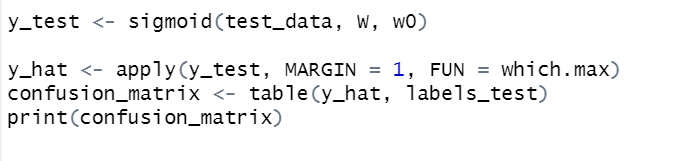 y_test <- sigmoid(test_data, W, w0)
y_hat <- apply(y_test, MARGIN = 1, FUN = which.max)
confusion_matrix <- table(y_hat, labels_test)
print(confusion_matrix)